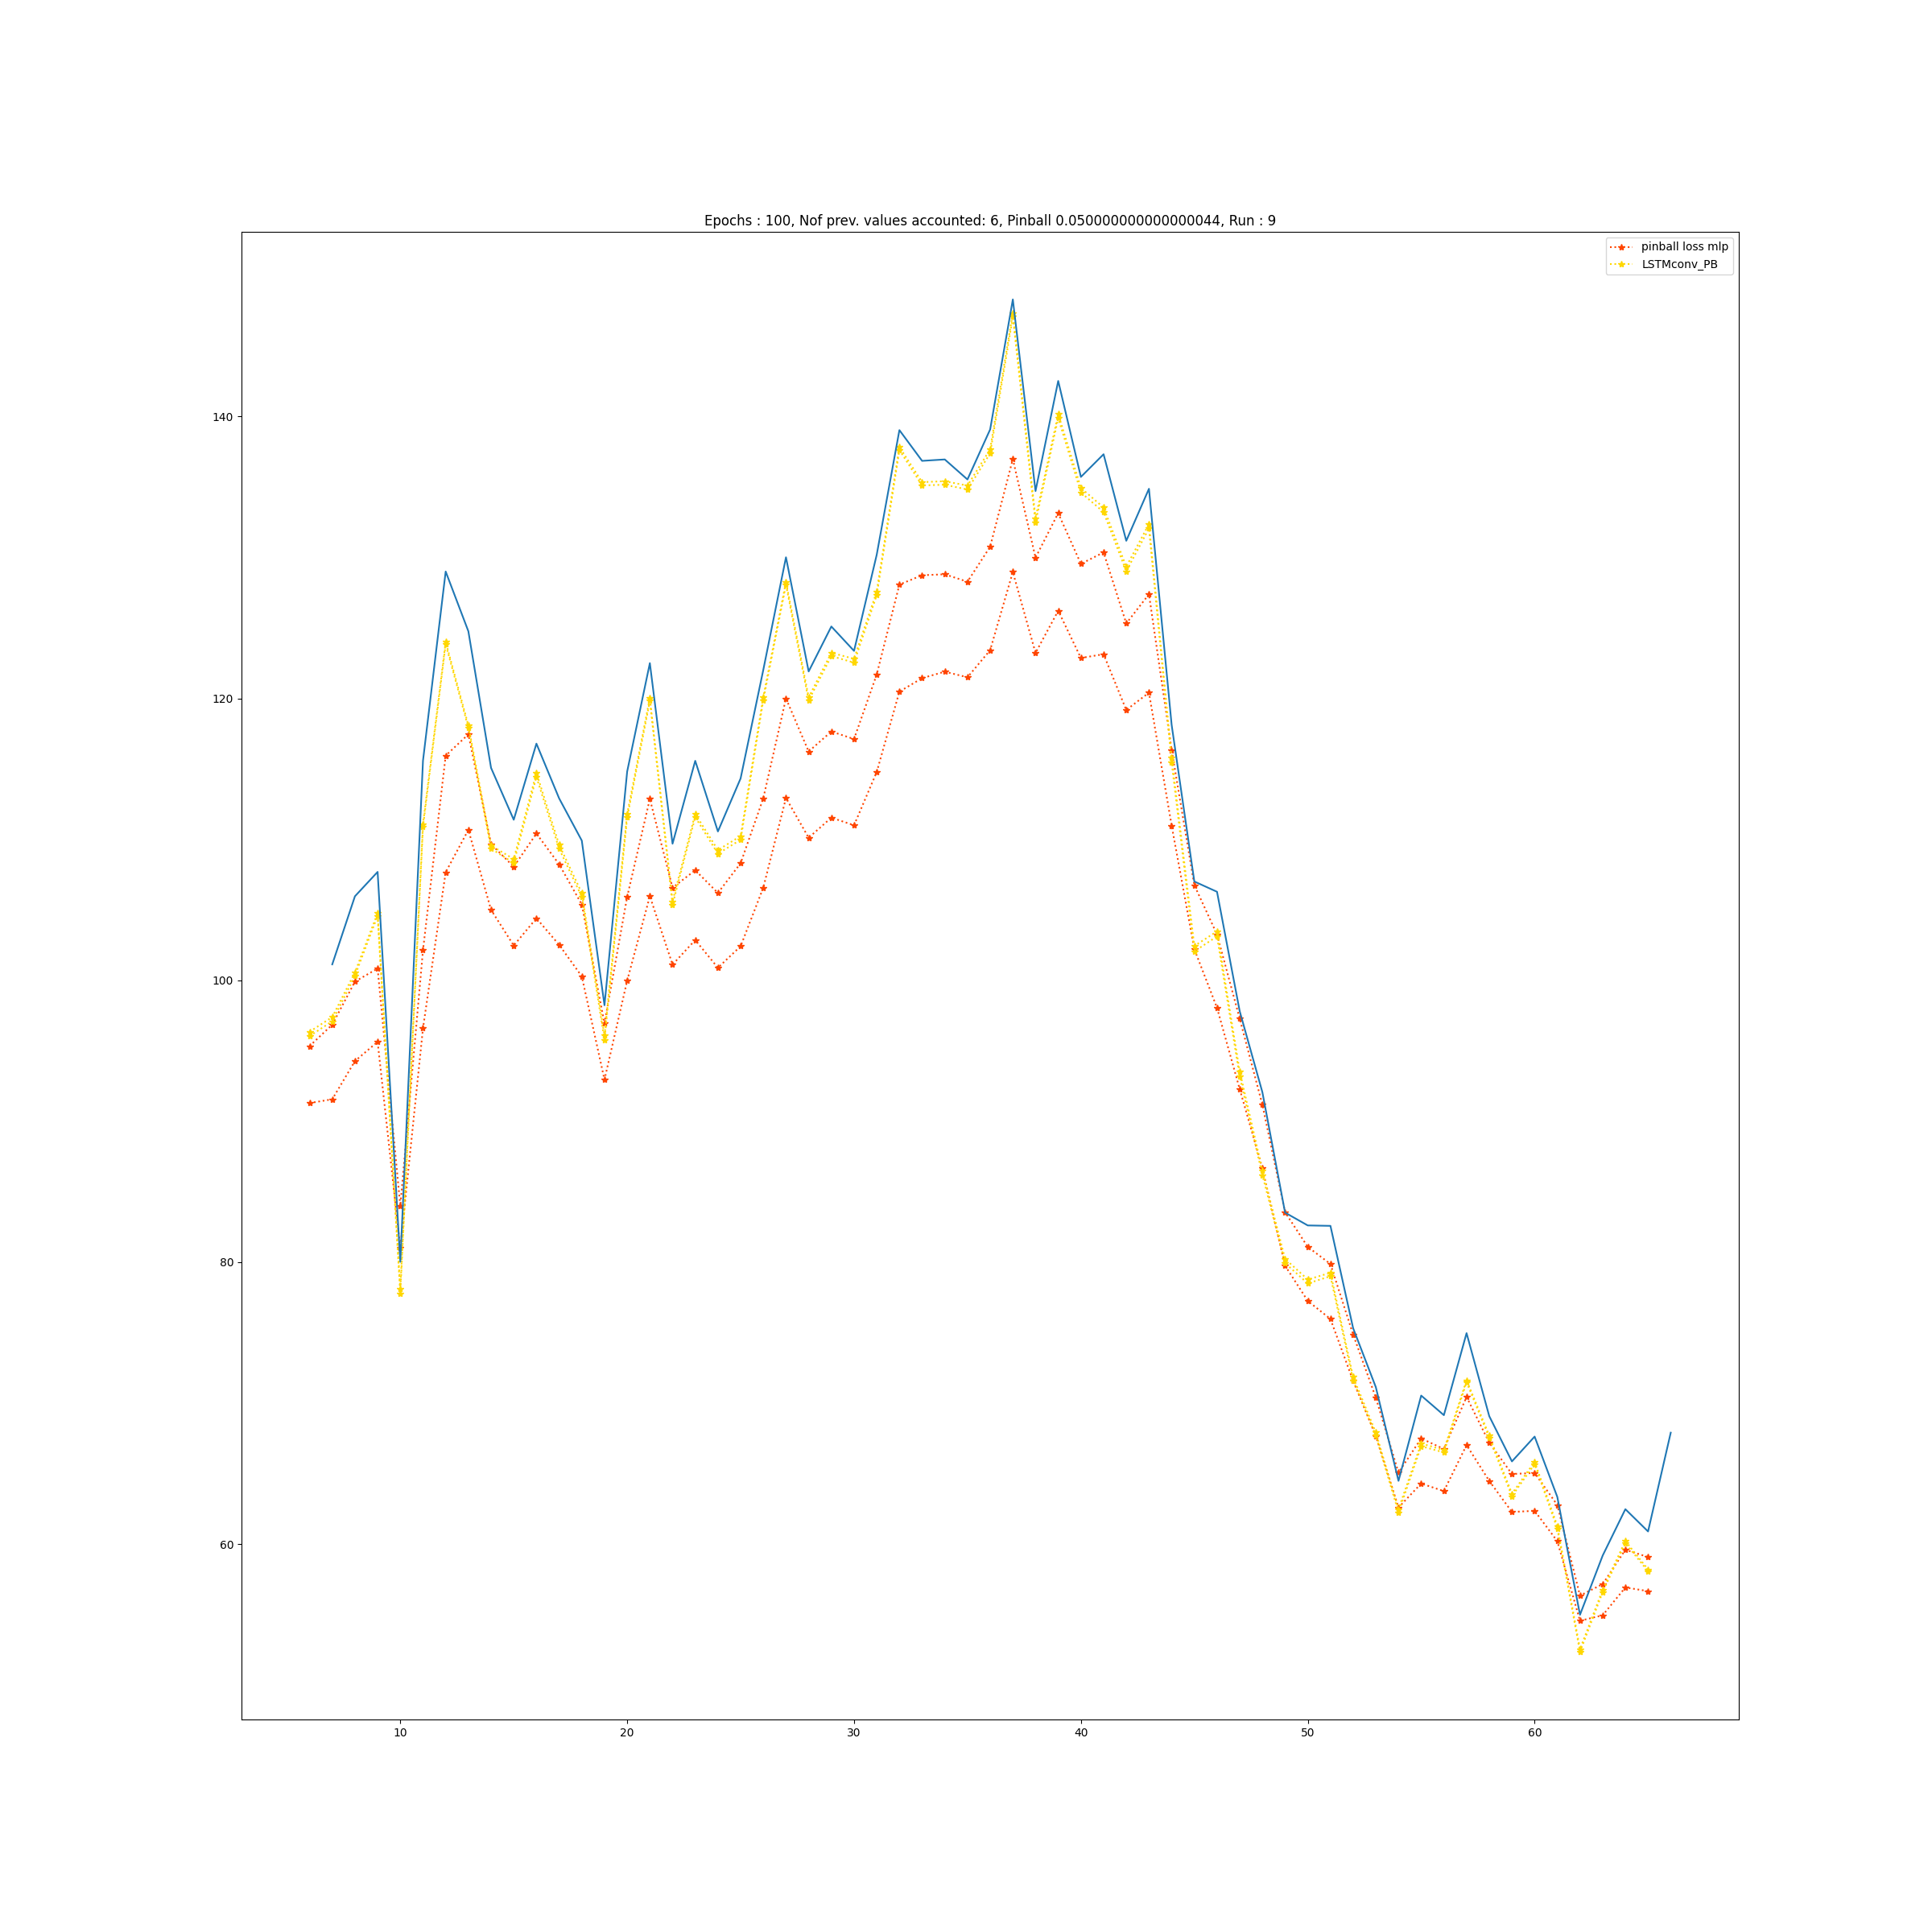 Epochs : 100, Nof prev. values accounted: 6, Pinball 0.050000000000000044, Run : 9
pinball loss mlp
LSTMconv_PB
140
120
100
80
60
10 20 30 40 50 60